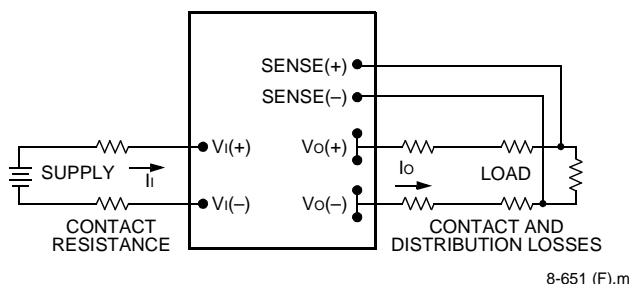 SENSE(+)
SENSE(–)
SUPPLY
II
VI(+)
VO(+)
IO
LOAD
VI(–)
VO(–)
CONTACT
RESISTANCE
CONTACT AND
DISTRIBUTION LOSSES
8-651 (F).m